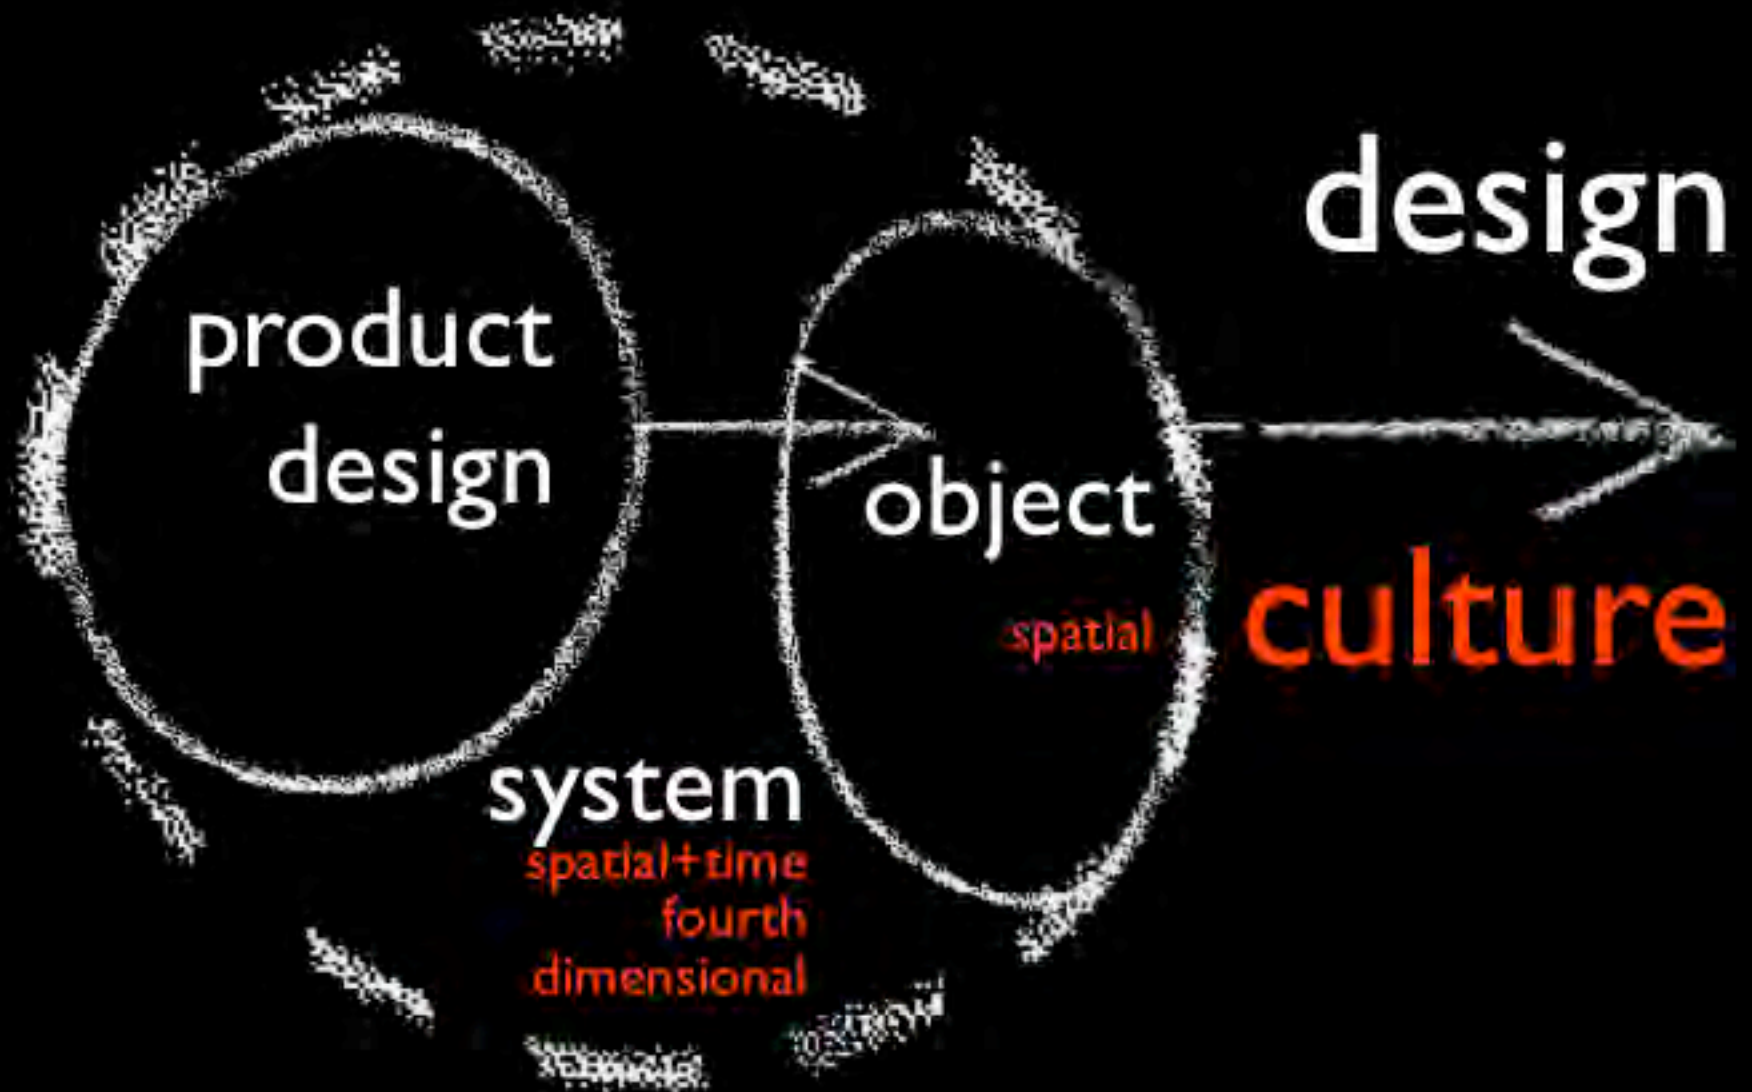 product
design
object
spatial
system
spatial+time
fourth
dimensional
design
culture